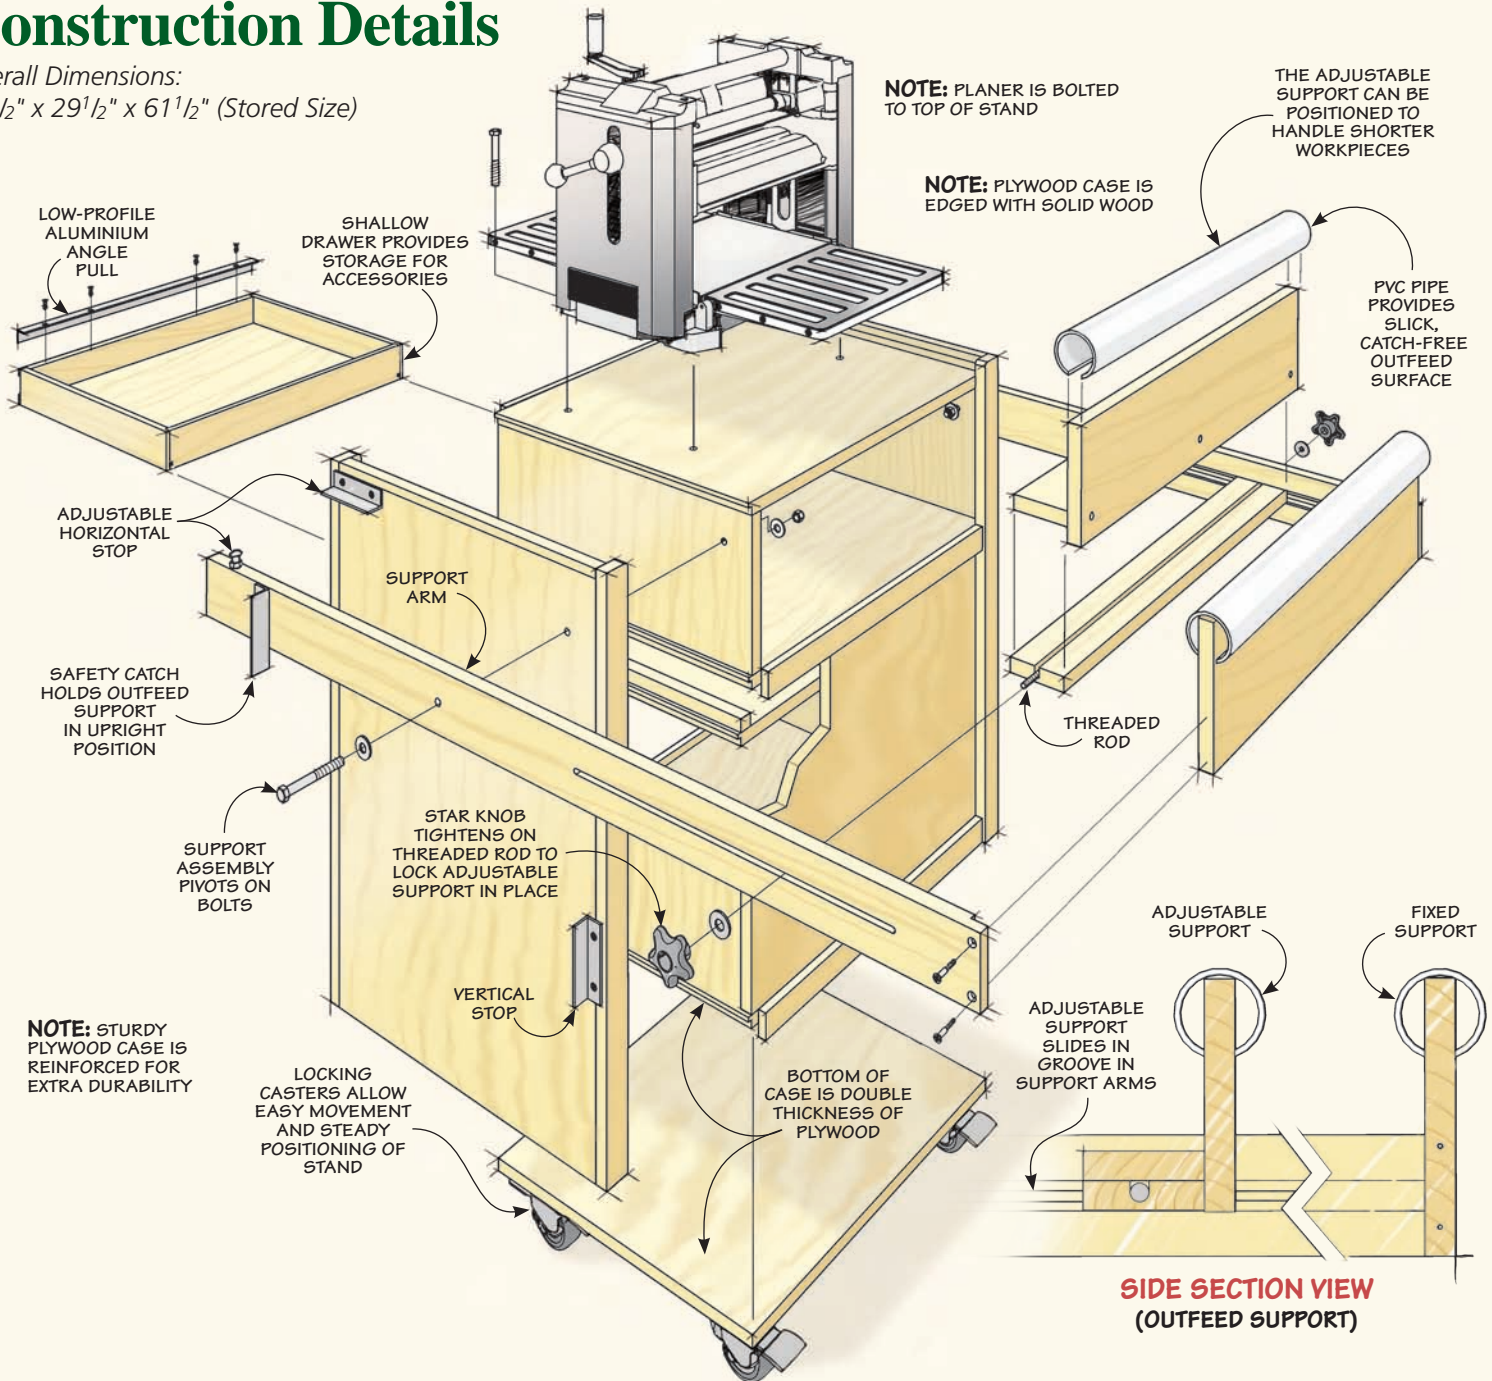 onstruction Details
erall Dimensions:
/2" x 29 1/2" x 61 1/2" (Stored Size)
NOTE: PLANER IS BOLTED
TO TOP OF STAND
THE ADJUSTABLE
SUPPORT CAN BE
POSITIONED TO
HANDLE SHORTER
WORKPIECES
NOTE: PLYWOOD CASE IS
EDGED WITH SOLID WOOD
LOW-PROFILE
ALUMINIUM
ANGLE
PULL
SHALLOW
DRAWER PROVIDES
STORAGE FOR
ACCESSORIES
PVC PIPE
PROVIDES
SLICK,
CATCH-FREE
OUTFEED
SURFACE
ADJUSTABLE
HORIZONTAL
STOP
SUPPORT
ARM
SAFETY CATCH
HOLDS OUTFEED
SUPPORT
IN UPRIGHT
POSITION
THREADED
ROD
SUPPORT
ASSEMBLY
PIVOTS ON
BOLTS
STAR KNOB
TIGHTENS ON
THREADED ROD TO
LOCK ADJUSTABLE
SUPPORT IN PLACE
VERTICAL
STOP
NOTE: STURDY
PLYWOOD CASE IS
REINFORCED FOR
EXTRA DURABILITY
LOCKING
CASTERS ALLOW
EASY MOVEMENT
AND STEADY
POSITIONING OF
STAND
BOTTOM OF
CASE IS DOUBLE
THICKNESS OF
PLYWOOD
ADJUSTABLE
SUPPORT
FIXED
SUPPORT
ADJUSTABLE
SUPPORT
SLIDES IN
GROOVE IN
SUPPORT ARMS
SIDE SECTION VIEW
(OUTFEED SUPPORT)